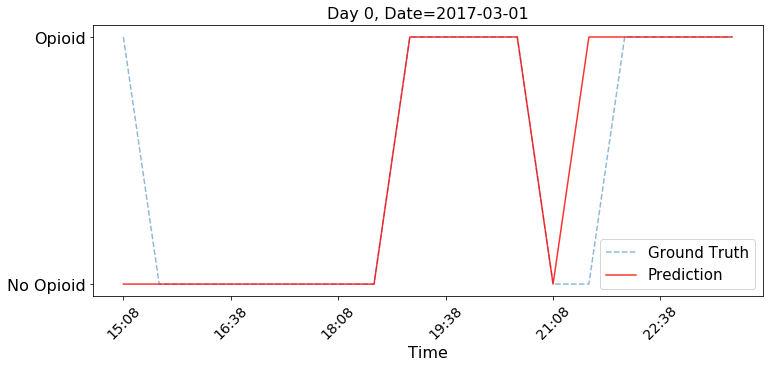 Day 0, Date=2017-03-01
Opioid
No Opioid
Ground Truth
Prediction
15:08
16:38
18:08
19:38
21:08
22:38
Time